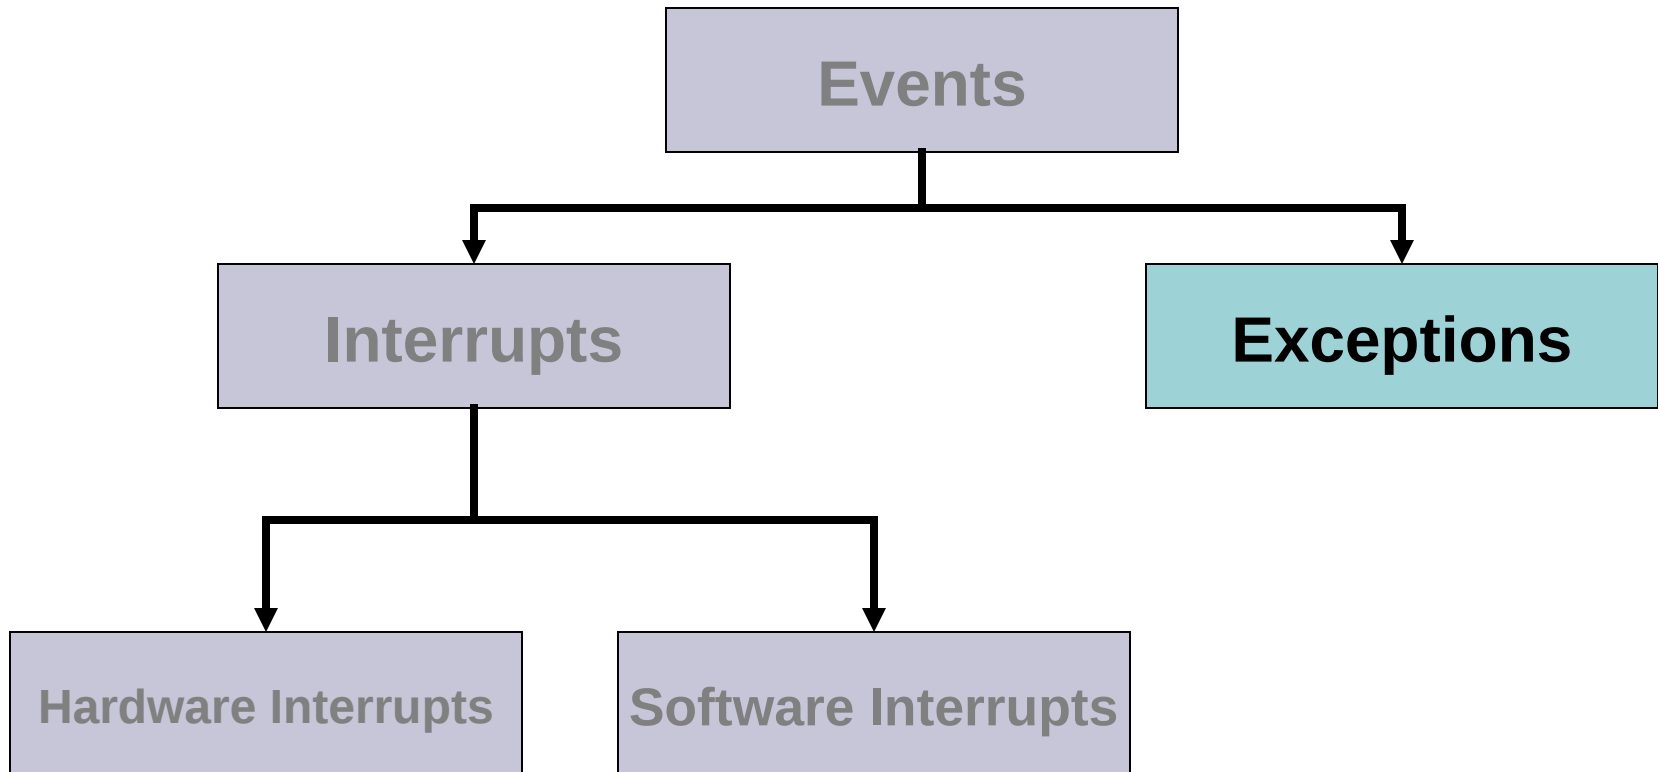 Events
Interrupts
Exceptions
Hardware Interrupts
Software Interrupts